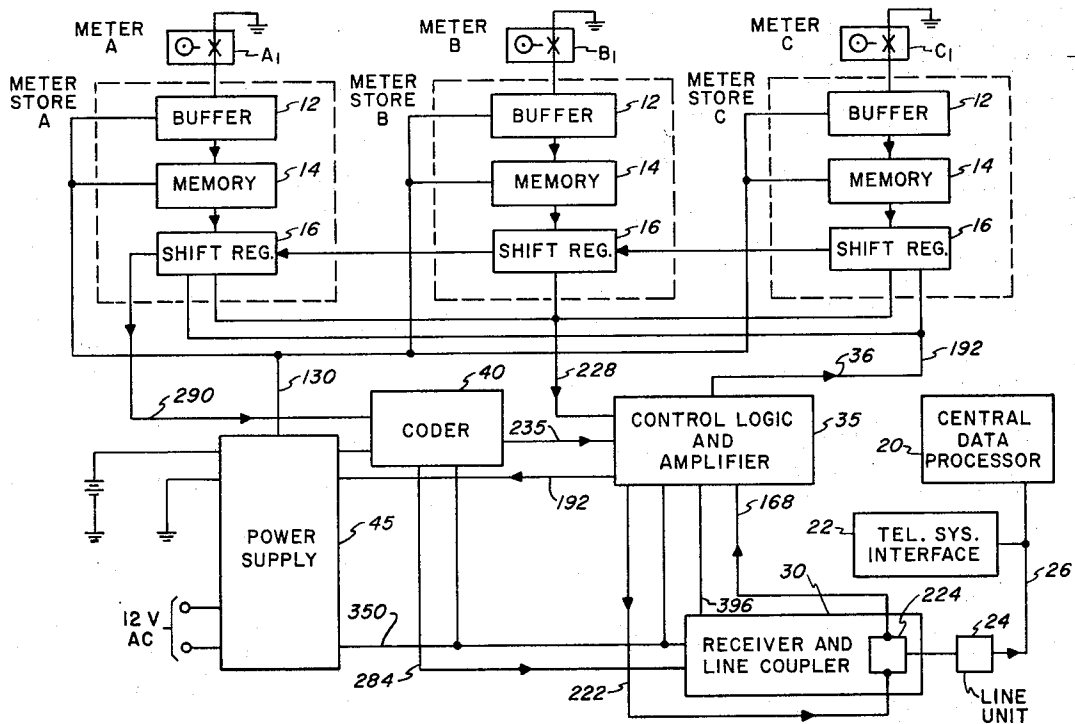 METER A
A1
METER B
B1
METER C
C1
METER STORE A
BUFFER
12
MEMORY
14
SHIFT REG.
16
METER STORE B
BUFFER
12
MEMORY
14
SHIFT REG.
16
METER STORE C
BUFFER
12
MEMORY
14
SHIFT REG.
16
130
228
36
192
290
40
CODER
235
CONTROL LOGIC
AND
AMPLIFIER
35
CENTRAL
DATA
PROCESSOR
20
192
168
22
TEL. SYS.
INTERFACE
POWER
SUPPLY
45
12 V
AC
350
284
396
222
30
224
RECEIVER AND
LINE COUPLER
24
26
LINE
UNIT